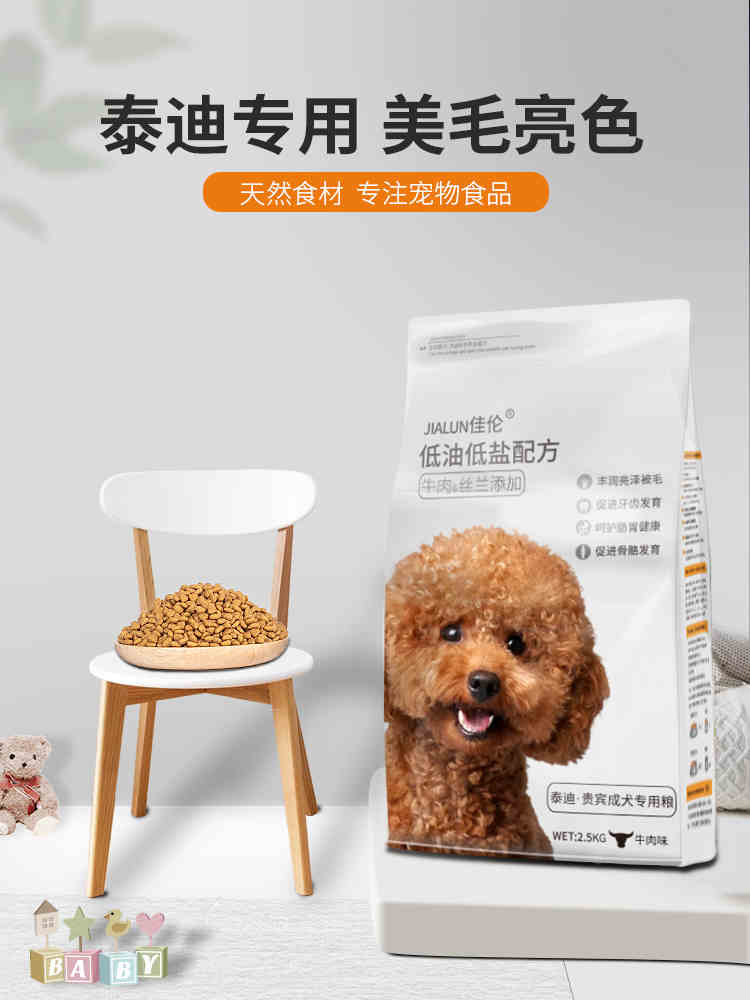 泰迪专用 美毛亮色
天然食材 专注宠物食品
JIALUN佳伦®
低油低盐配方
牛肉&丝兰添加
丰润亮泽被毛
促进牙齿发育
呵护肠胃健康
促进骨骼发育
泰迪·贵宾成犬专用粮
WET:2.5KG 牛肉味
BABY